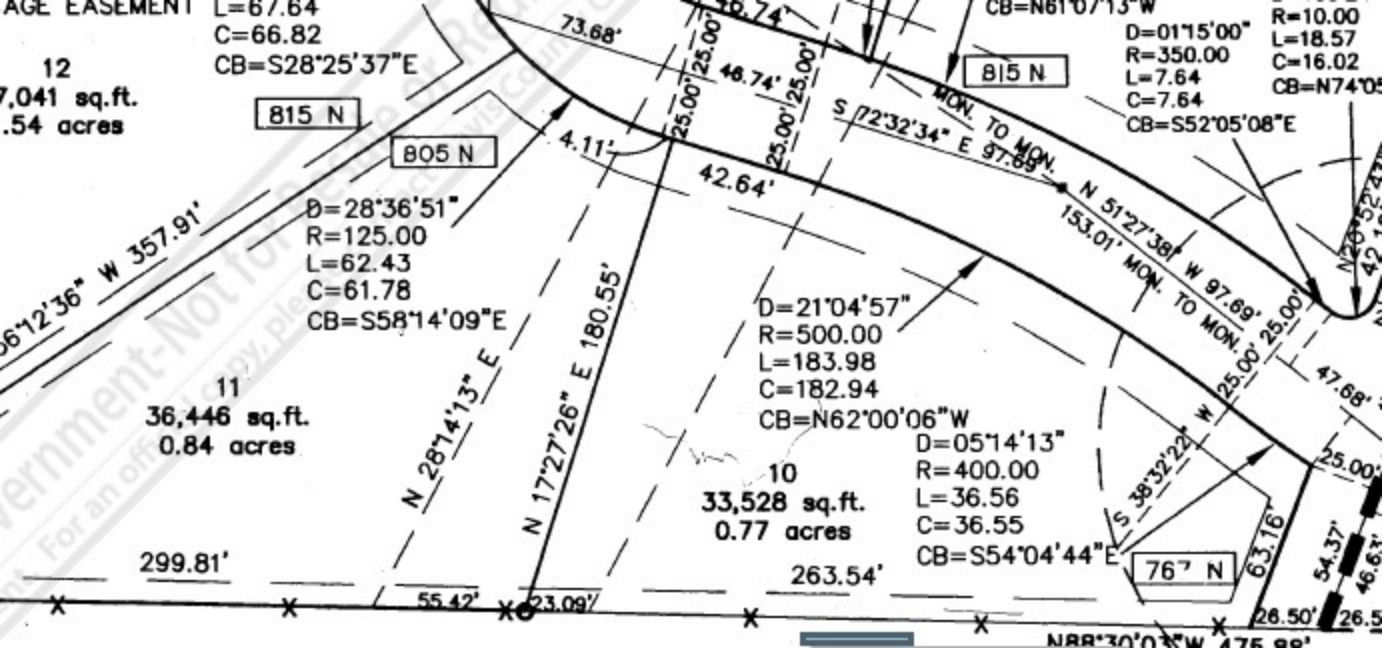 AGE EASEMENT
L=67.64
C=66.82
CB=S28°25'37"E
12
7,041 sq.ft.
.54 acres
815 N
805 N
73.68'
46.74'
25.00'
25.00'
25.00'
25.00'
CB=N61°07'13"W
815 N
D=01°15'00"
R=350.00
L=7.64
C=7.64
CB=S52°05'08"E
R=10.00
L=18.57
C=16.02
CB=N74°05
MON. TO MON.
S 72°32'34" E 97.69'
N 51°27'38" W 97.69'
153.01' MON. TO MON.
4.11'
42.64'
D=28°36'51"
R=125.00
L=62.43
C=61.78
CB=S58°14'09"E
56°12'36" W 357.91'
D=21°04'57"
R=500.00
L=183.98
C=182.94
CB=N62°00'06"W
25.00'
25.00'
47.68'
11
36,446 sq.ft.
0.84 acres
N 28°14'13" E
N 17°27'26" E 180.55'
10
33,528 sq.ft.
0.77 acres
D=05°14'13"
R=400.00
L=36.56
C=36.55
CB=S54°04'44"E
S 38°32'22" W
25.00'
767 N
63.16'
54.37'
46.63'
299.81'
55.42'
23.09'
263.54'
26.50'
26.5
N88°30'03"W 475.88'